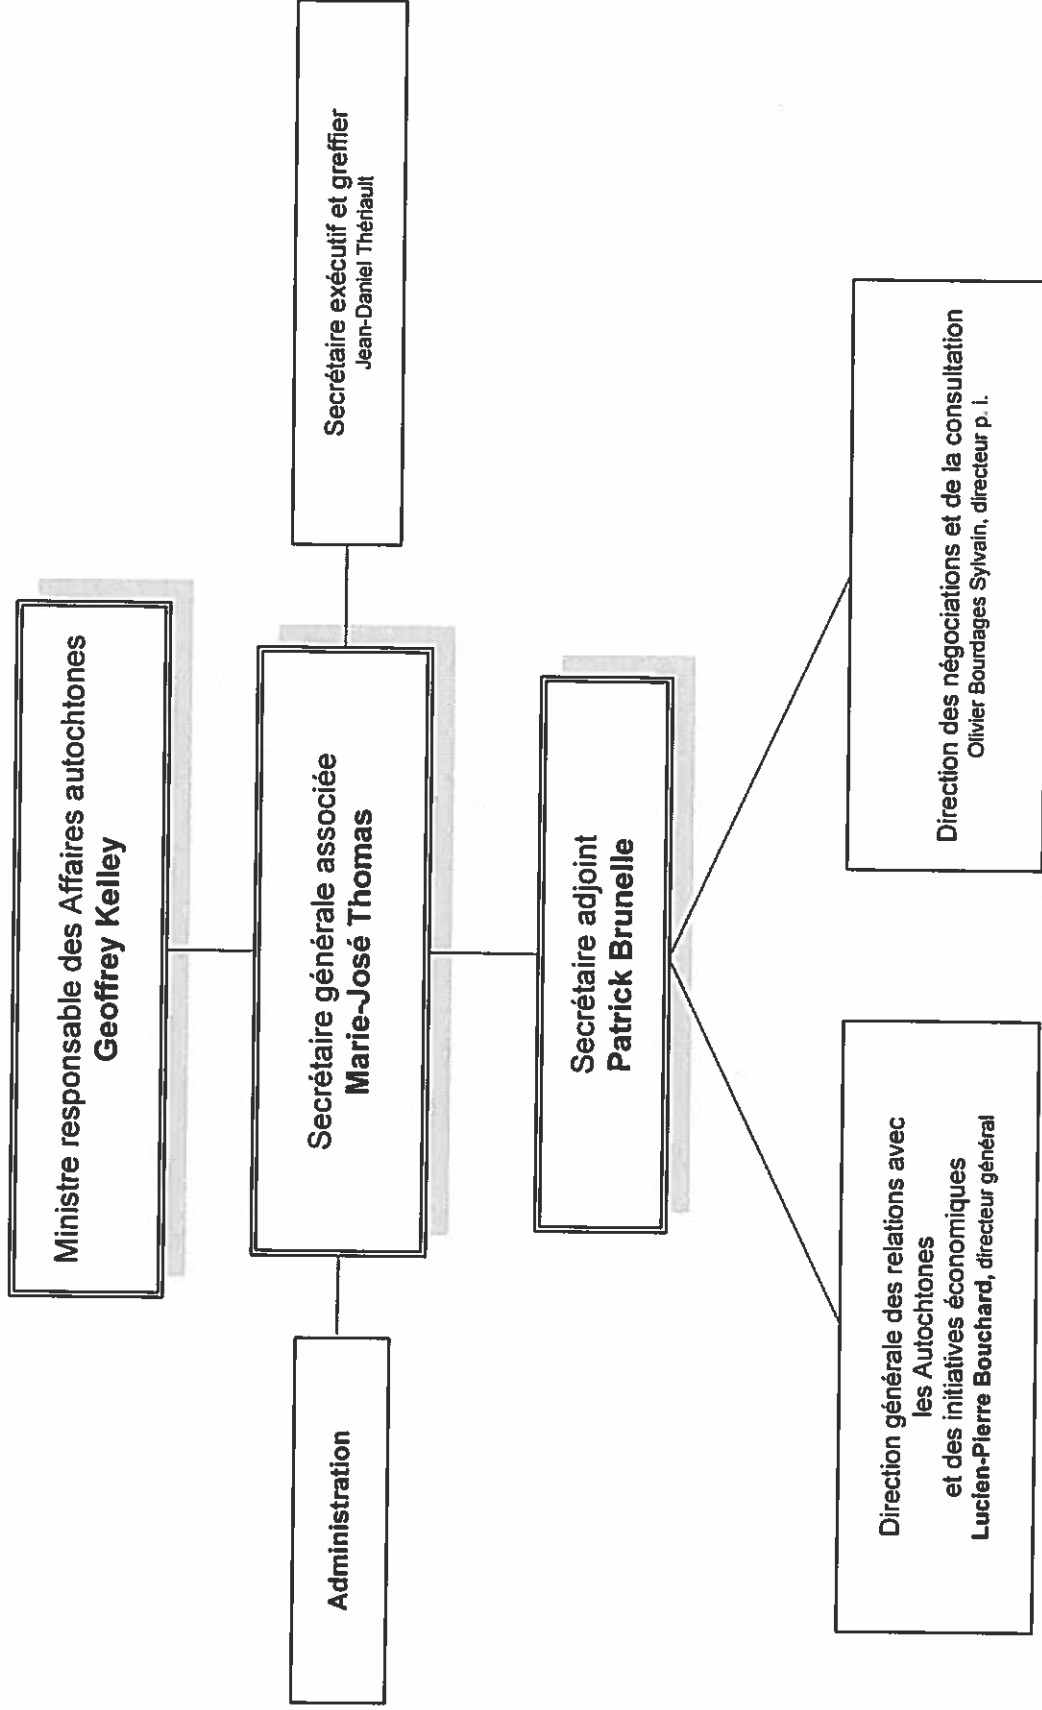 Ministre responsable des Affaires autochtones
Geoffrey Kelley
Secrétaire générale associée
Marie-José Thomas
Administration
Secrétaire exécutif et greffier
Jean-Daniel Thériault
Secrétaire adjoint
Patrick Brunelle
Direction générale des relations avec
les Autochtones
et des initiatives économiques
Lucien-Pierre Bouchard, directeur général
Direction des négociations et de la consultation
Olivier Bourdages Sylvain, directeur p. i.